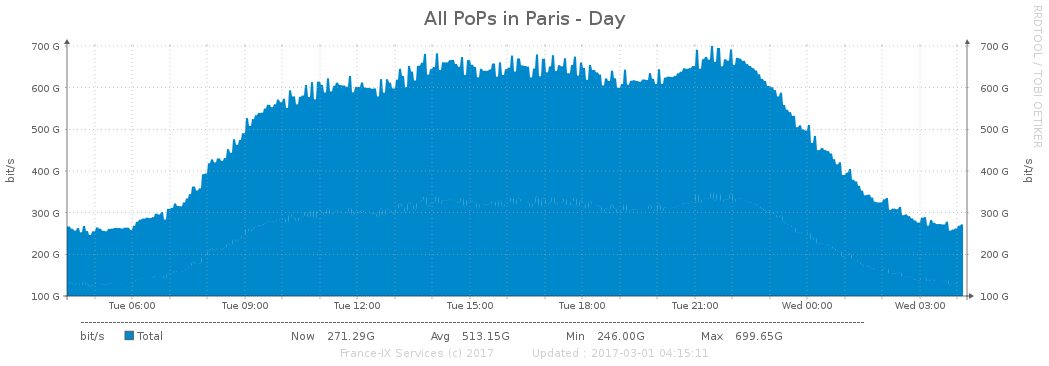 All PoPs in Paris - Day
RRDTOOL / TOBI OETIKER
bit/s
700 G
600 G
500 G
400 G
300 G
200 G
100 G
700 G
600 G
500 G
400 G
300 G
200 G
100 G
bit/s
Tue 06:00 Tue 09:00 Tue 12:00 Tue 15:00 Tue 18:00 Tue 21:00 Wed 00:00 Wed 03:00
bit/s Total Now 271.29G Avg 513.15G Min 246.00G Max 699.65G
France-IX Services (c) 2017 Updated : 2017-03-01 04:15:11